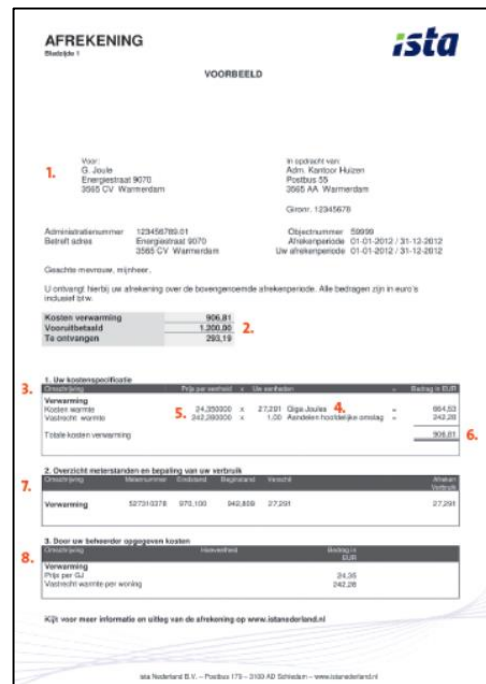 AFREKENING
Bladzijde 1
ista
VOORBEELD
1.
Voor:
G. Joule
Energiestraat 9070
3565 CV Warmerdam
In opdracht van:
Adm. Kantoor Huizen
Postbus 55
3565 AA Warmerdam
Gironr. 12345678
Administratienummer 123456789.01
Betreft adres Energiestraat 9070
3565 CV Warmerdam
Objectnummer 59999
Afrekenperiode 01-01-2012 / 31-12-2012
Uw afrekenperiode 01-01-2012 / 31-12-2012
Geachte mevrouw, mijnheer,
U ontvangt hierbij uw afrekening over de bovengenoemde afrekenperiode. Alle bedragen zijn in euro's
inclusief btw.
Kosten verwarming 906,81
Vooruitbetaald 1.200,00 2.
Te ontvangen 293,19
1. Uw kostenspecificatie
3. Omschrijving Prijs per eenheid x Uw eenheden = Bedrag in EUR
Verwarming
Kosten warmte 5. 24,350000 x 27,291 Giga Joules 4. = 664,53
Vastrecht warmte 242,280000 x 1,00 Aandelen hoofdelijke omslag = 242,28
Totale kosten verwarming 906,81 6.
2. Overzicht meterstanden en bepaling van uw verbruik
7. Omschrijving Meternummer Eindstand Beginstand Verschil Afreken Verbruik
Verwarming 527310378 970,100 942,809 27,291 27,291
3. Door uw beheerder opgegeven kosten
8. Omschrijving Hoeveelheid Bedrag in EUR
Verwarming
Prijs per GJ 24,35
Vastrecht warmte per woning 242,28
Kijk voor meer informatie en uitleg van de afrekening op www.istanederland.nl
ista Nederland B.V. – Postbus 179 – 3100 AD Schiedam – www.istanederland.nl